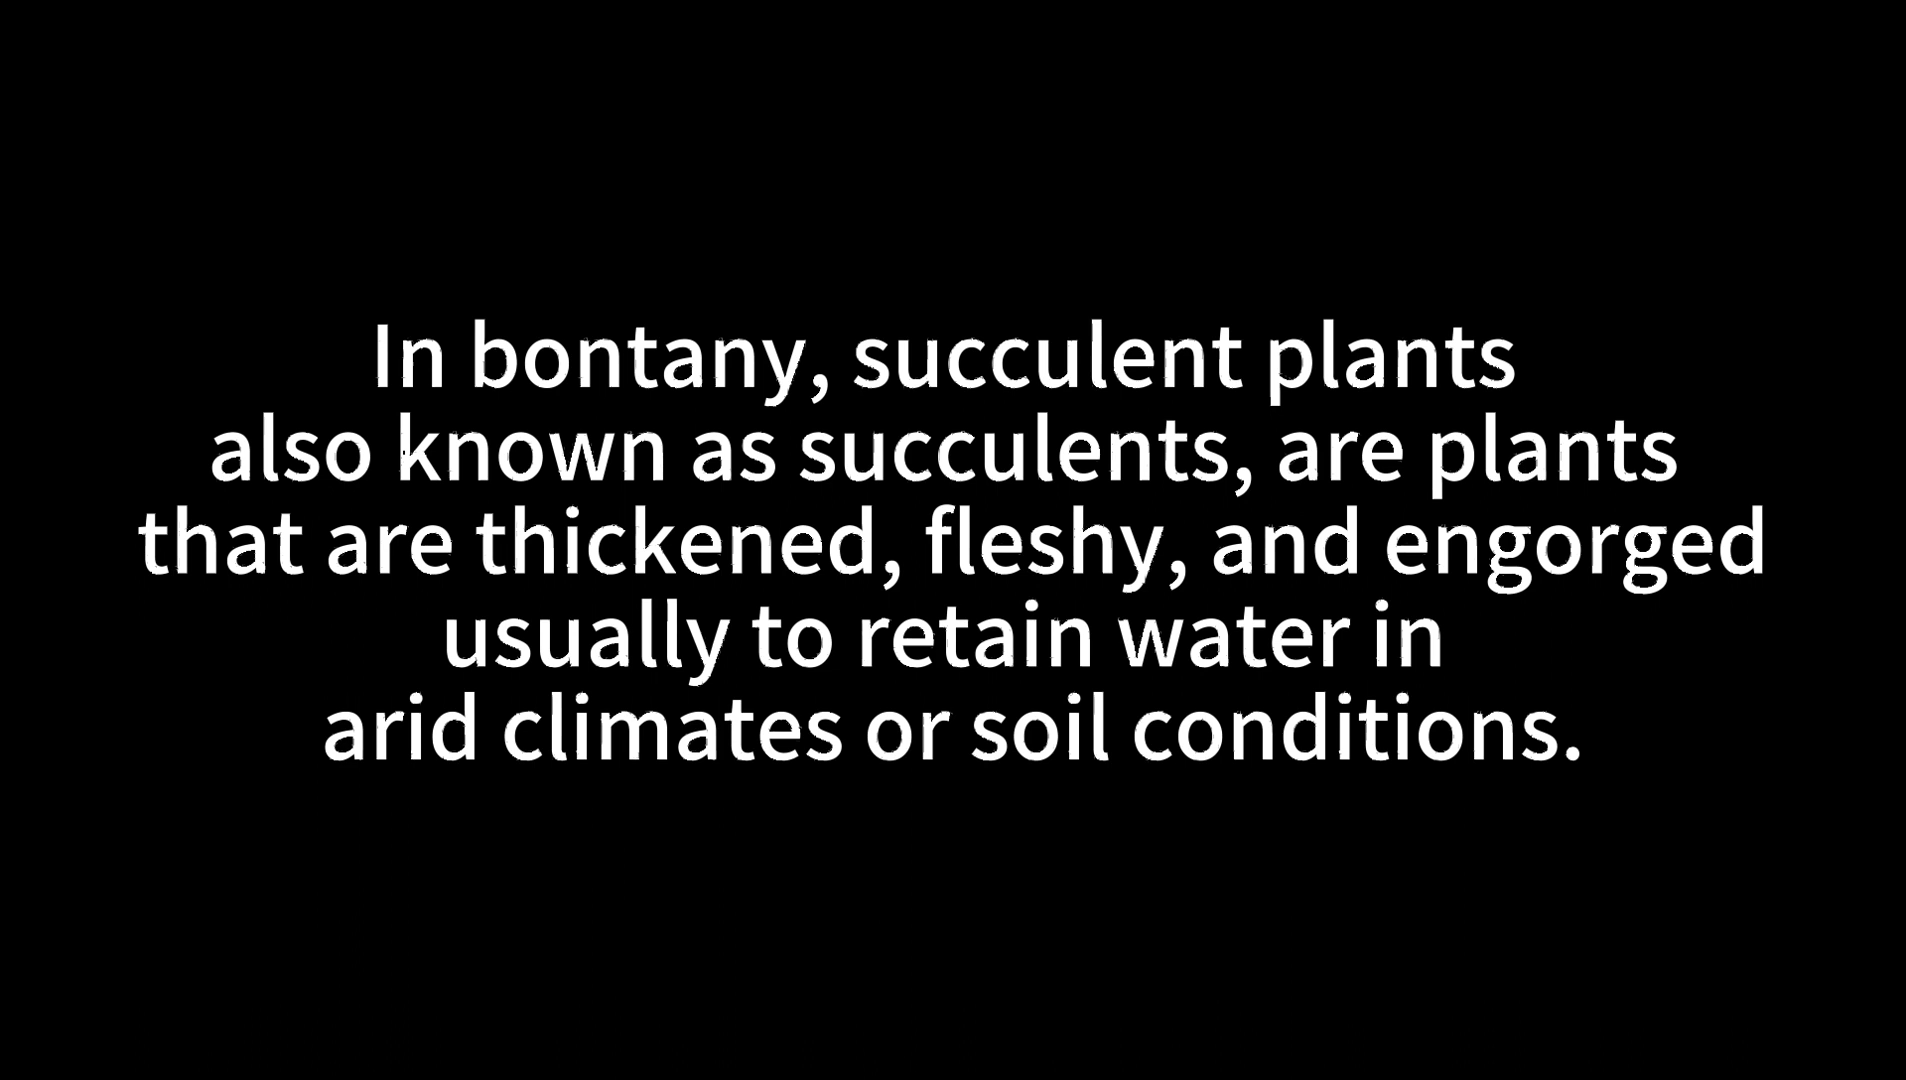 In bontany, succulent plants
also known as succulents, are plants
that are thickened, fleshy, and engorged
usually to retain water in
arid climates or soil conditions.